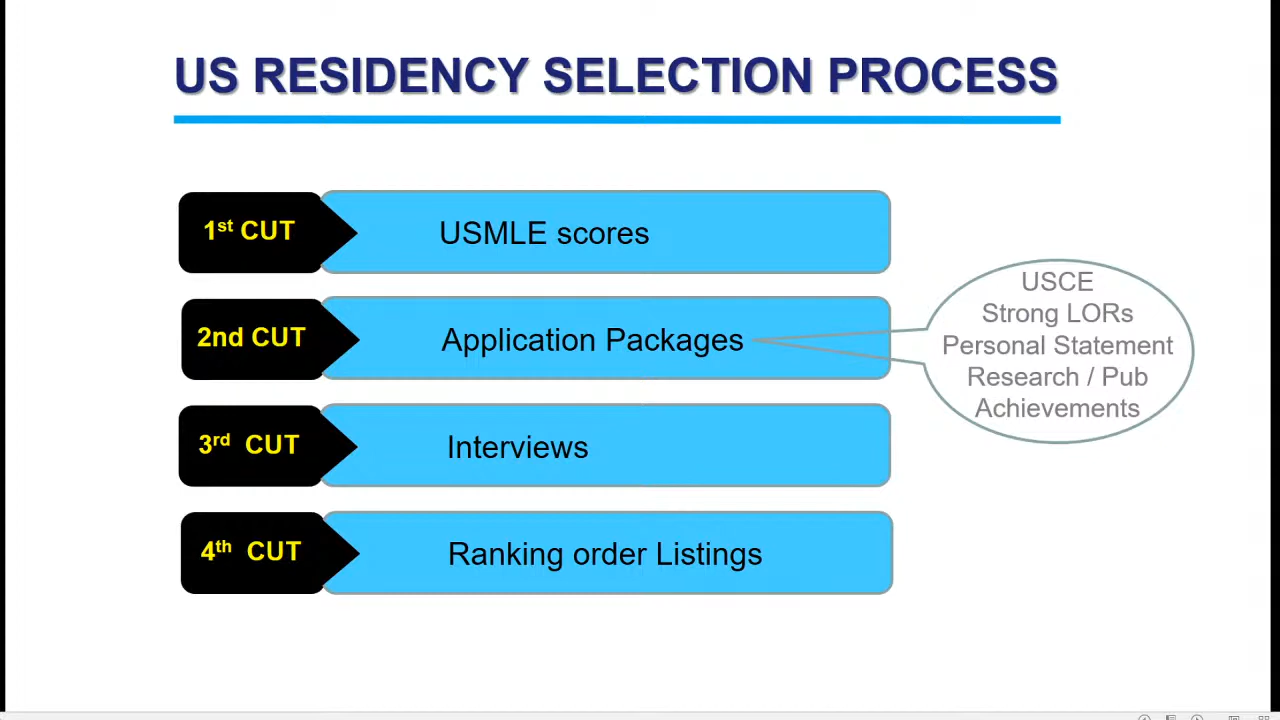 US RESIDENCY SELECTION PROCESS
1st CUT
USMLE scores
2nd CUT
Application Packages
USCE
Strong LORs
Personal Statement
Research / Pub
Achievements
3rd CUT
Interviews
4th CUT
Ranking order Listings